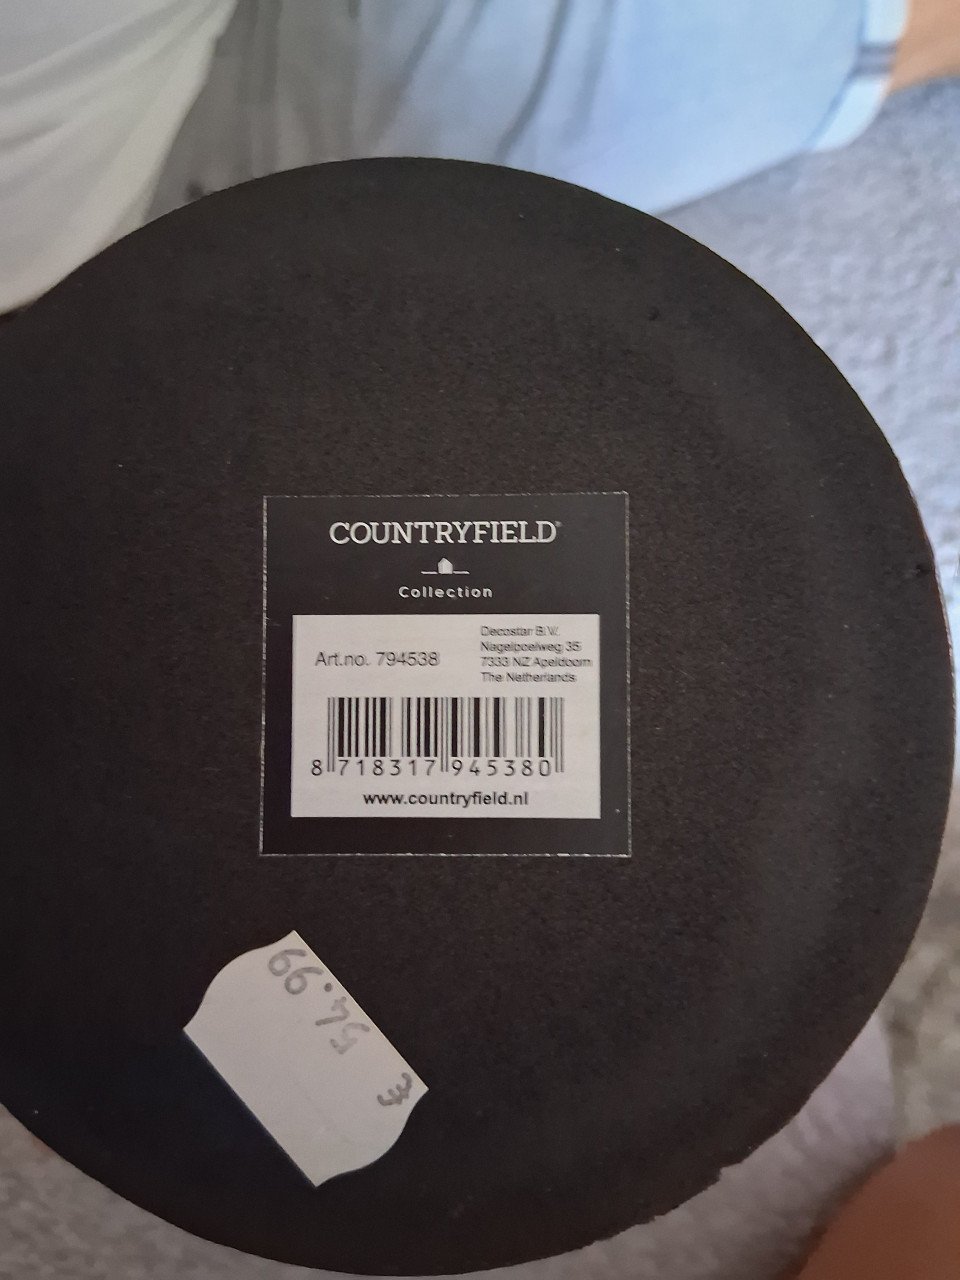 COUNTRYFIELD®
Collection
Art.no. 794538
Decostar B.V.
Nagelpoelweg 35
7333 NZ Apeldoorn
The Netherlands
8 718317 945380
www.countryfield.nl
€ 54.99